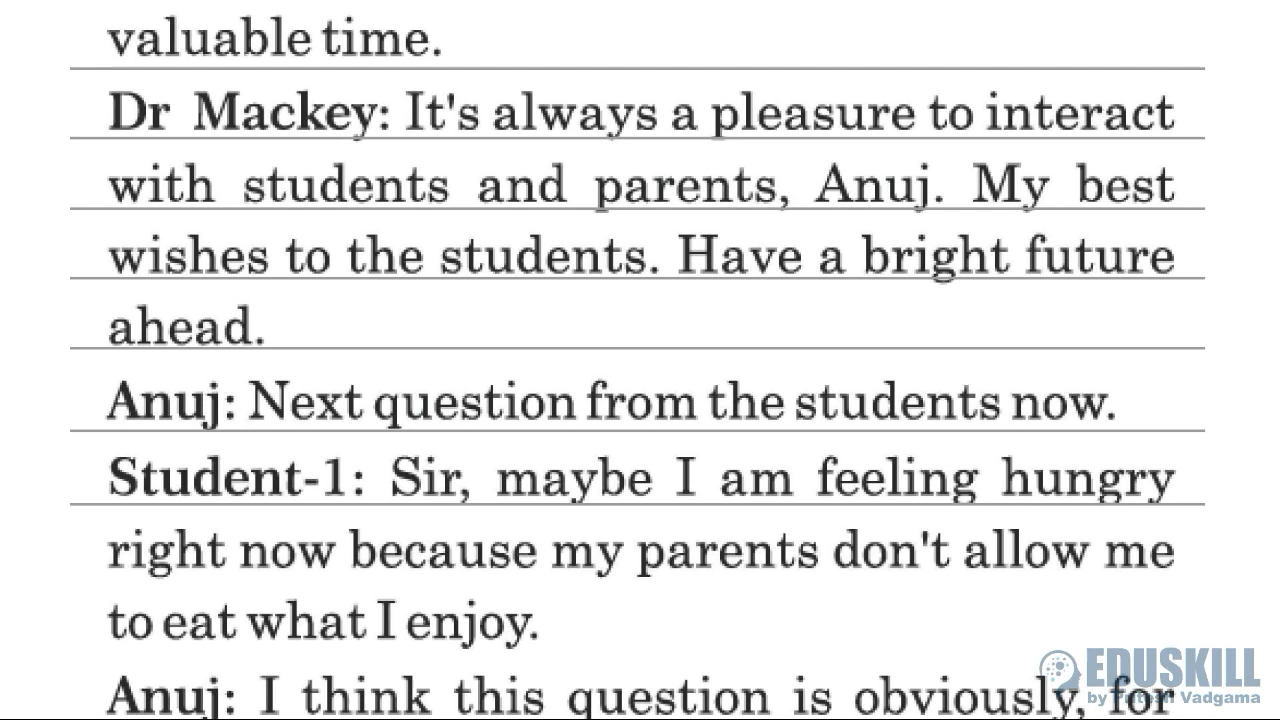 valuable time.
Dr Mackey: It's always a pleasure to interact
with students and parents, Anuj. My best
wishes to the students. Have a bright future
ahead.
Anuj: Next question from the students now.
Student-1: Sir, maybe I am feeling hungry
right now because my parents don't allow me
to eat what I enjoy.
Anuj: I think this question is obviously, for
EDUSKILL
by Vadgama